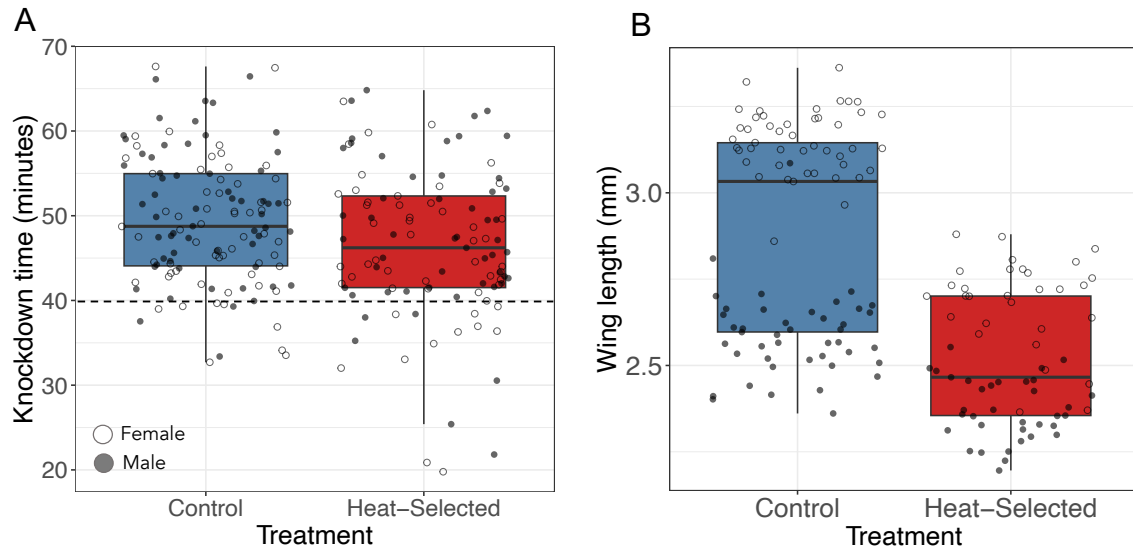 A
Knockdown time (minutes)
70
60
50
40
30
20
Female
Male
Control
Heat−Selected
Treatment
B
Wing length (mm)
3.0
2.5
Control
Heat−Selected
Treatment